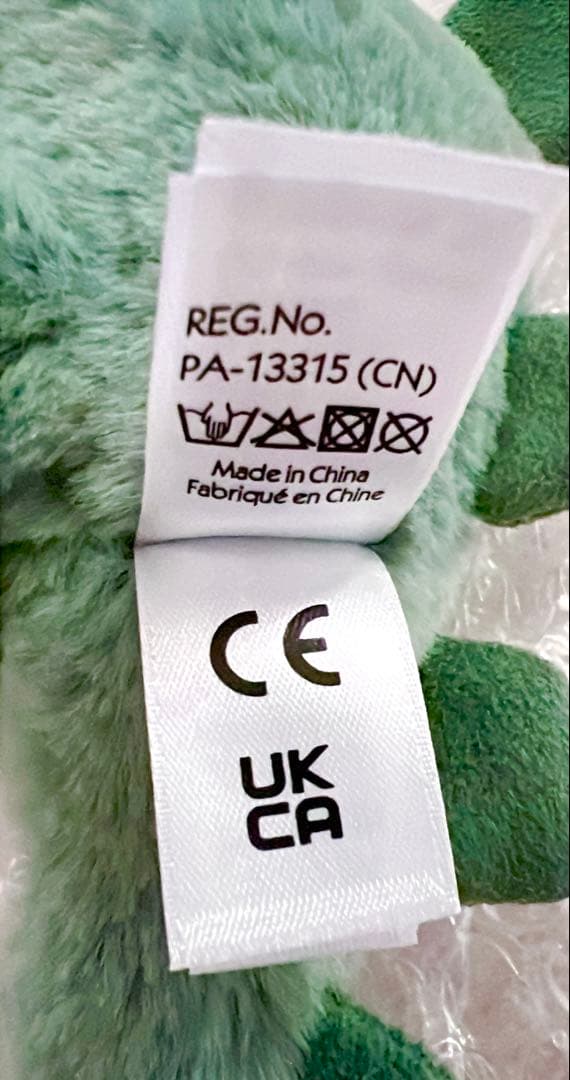 REG.No.
PA-13315 (CN)
Made in China
Fabriqué en Chine
CE
UK
CA